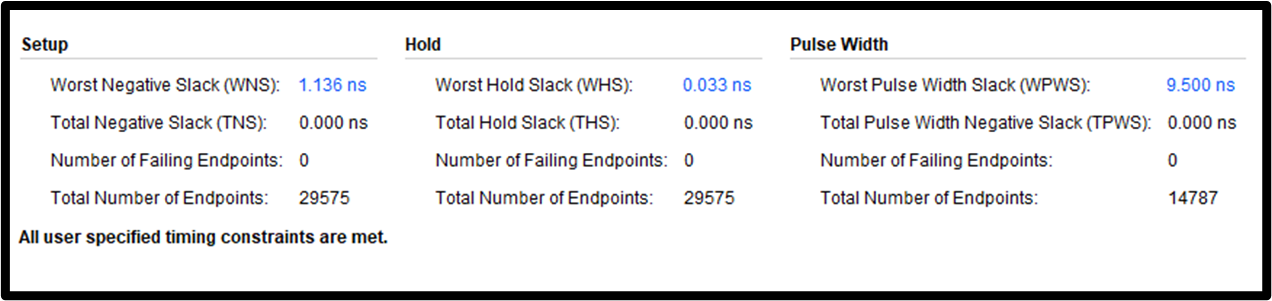 Setup
Worst Negative Slack (WNS): 1.136 ns
Total Negative Slack (TNS): 0.000 ns
Number of Failing Endpoints: 0
Total Number of Endpoints: 29575
Hold
Worst Hold Slack (WHS): 0.033 ns
Total Hold Slack (THS): 0.000 ns
Number of Failing Endpoints: 0
Total Number of Endpoints: 29575
Pulse Width
Worst Pulse Width Slack (WPWS): 9.500 ns
Total Pulse Width Negative Slack (TPWS): 0.000 ns
Number of Failing Endpoints: 0
Total Number of Endpoints: 14787
All user specified timing constraints are met.